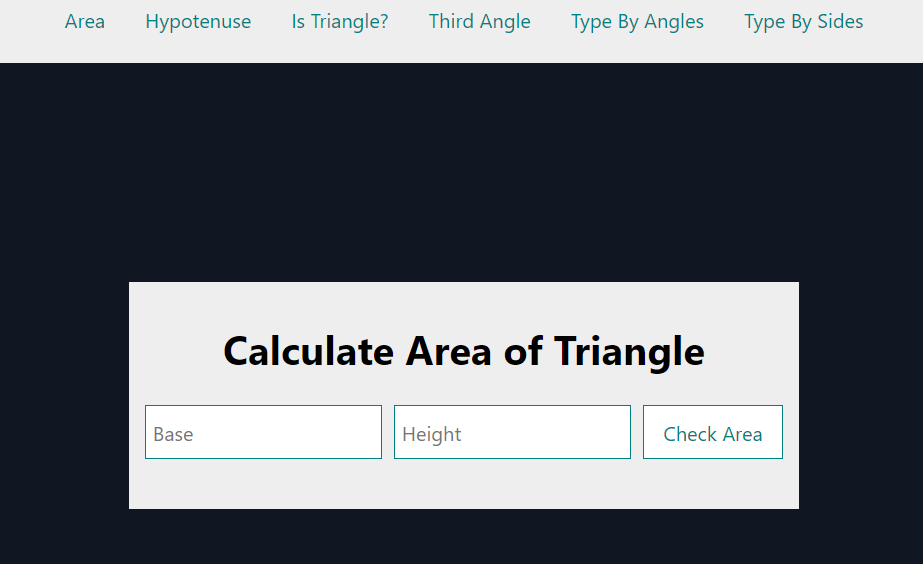 Area Hypotenuse Is Triangle? Third Angle Type By Angles Type By Sides
Calculate Area of Triangle
Base Height Check Area